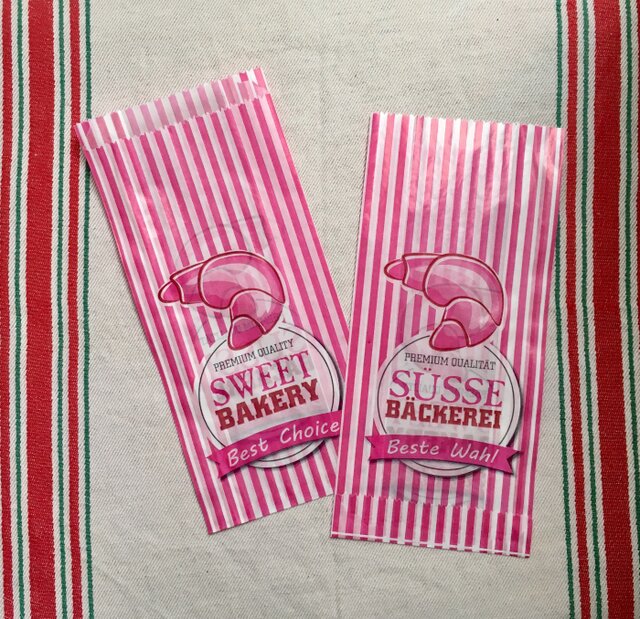 PREMIUM QUALITY
SWEET
BAKERY
Best Choice
PREMIUM QUALITÄT
SÜSSE
BÄCKEREI
Beste Wahl